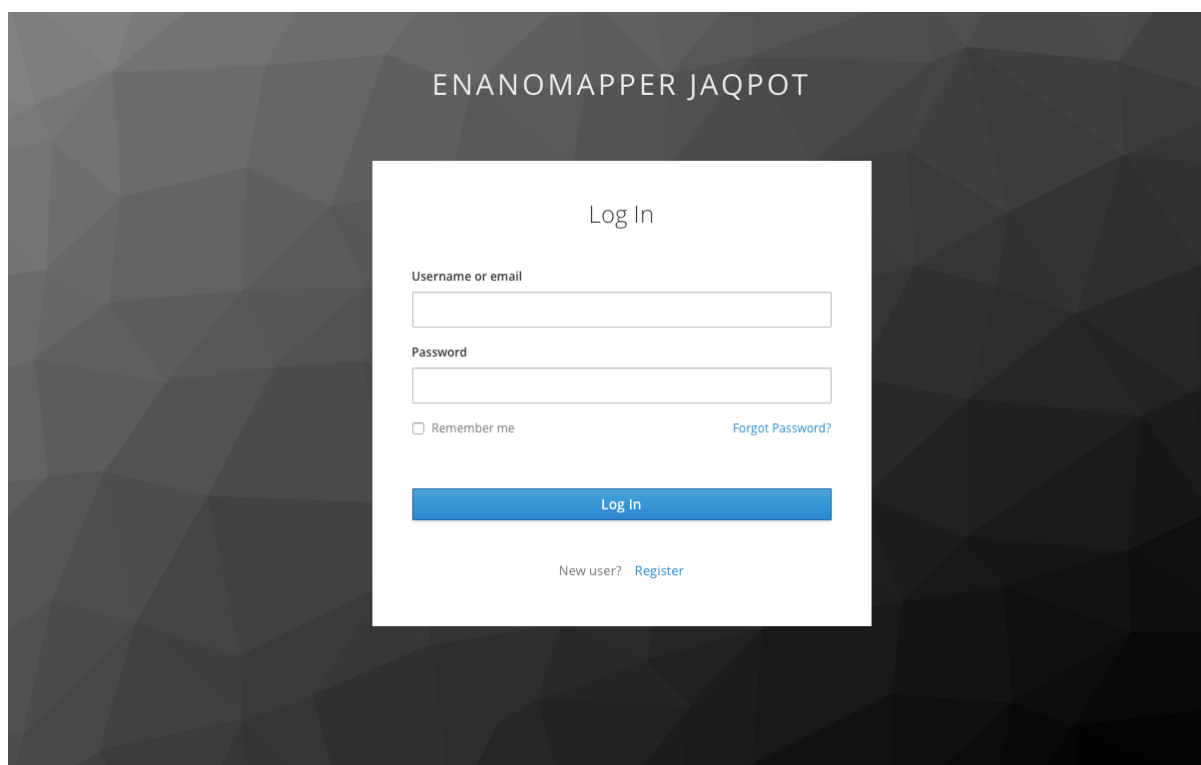 ENANOMAPPER JAQPOT
Log In
Username or email
Password
Remember me Forgot Password?
Log In
New user? Register